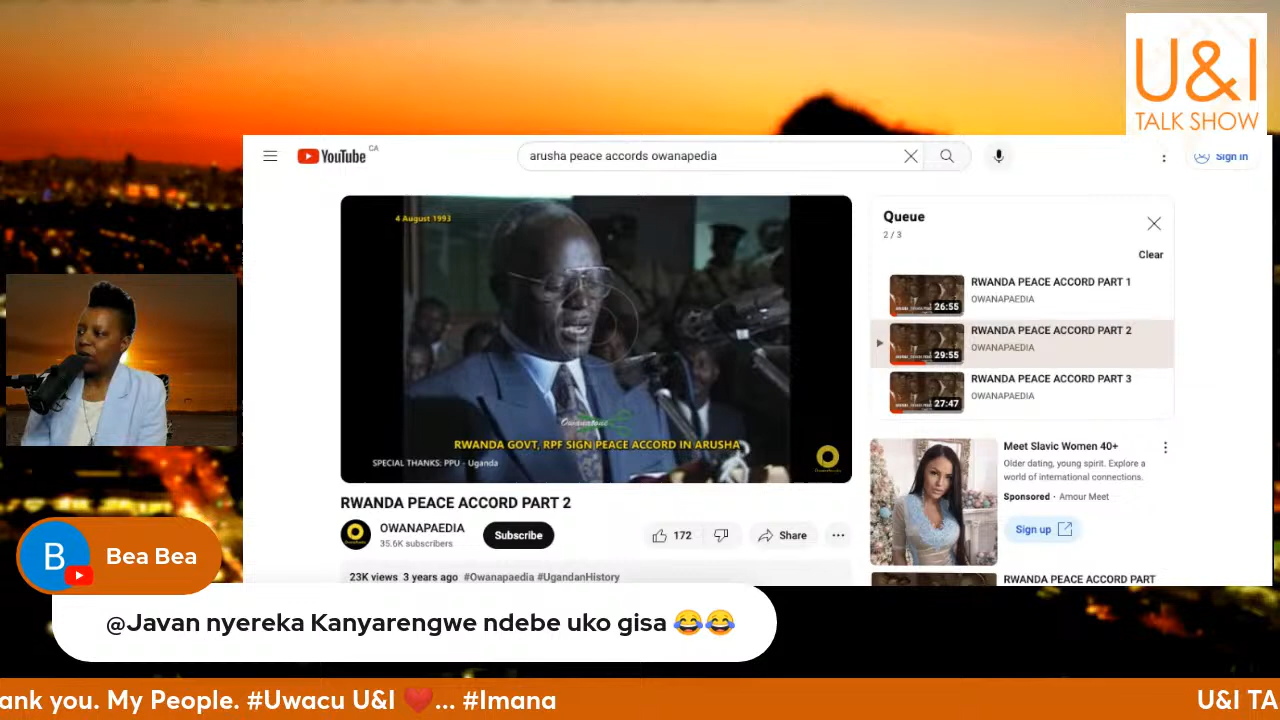 U&I
TALK SHOW
YouTube CA
arusha peace accords owanapedia
Sign in
4 August 1993
Owanapedia
RWANDA GOVT, RPF SIGN PEACE ACCORD IN ARUSHA
SPECIAL THANKS: PPU - Uganda
RWANDA PEACE ACCORD PART 2
OWANAPAEDIA
35.6K subscribers
Subscribe
172
Share
23K views 3 years ago #Owanapaedia #UgandanHistory
Queue
2 / 3
Clear
26:55
RWANDA PEACE ACCORD PART 1
OWANAPAEDIA
29:55
RWANDA PEACE ACCORD PART 2
OWANAPAEDIA
27:47
RWANDA PEACE ACCORD PART 3
OWANAPAEDIA
Meet Slavic Women 40+
Older dating, young spirit. Explore a
world of international connections.
Sponsored · Amour Meet
Sign up
RWANDA PEACE ACCORD PART
B
Bea Bea
@Javan nyereka Kanyarengwe ndebe uko gisa 😂😂
ank you. My People. #Uwacu U&I ❤️... #Imana
U&I TA